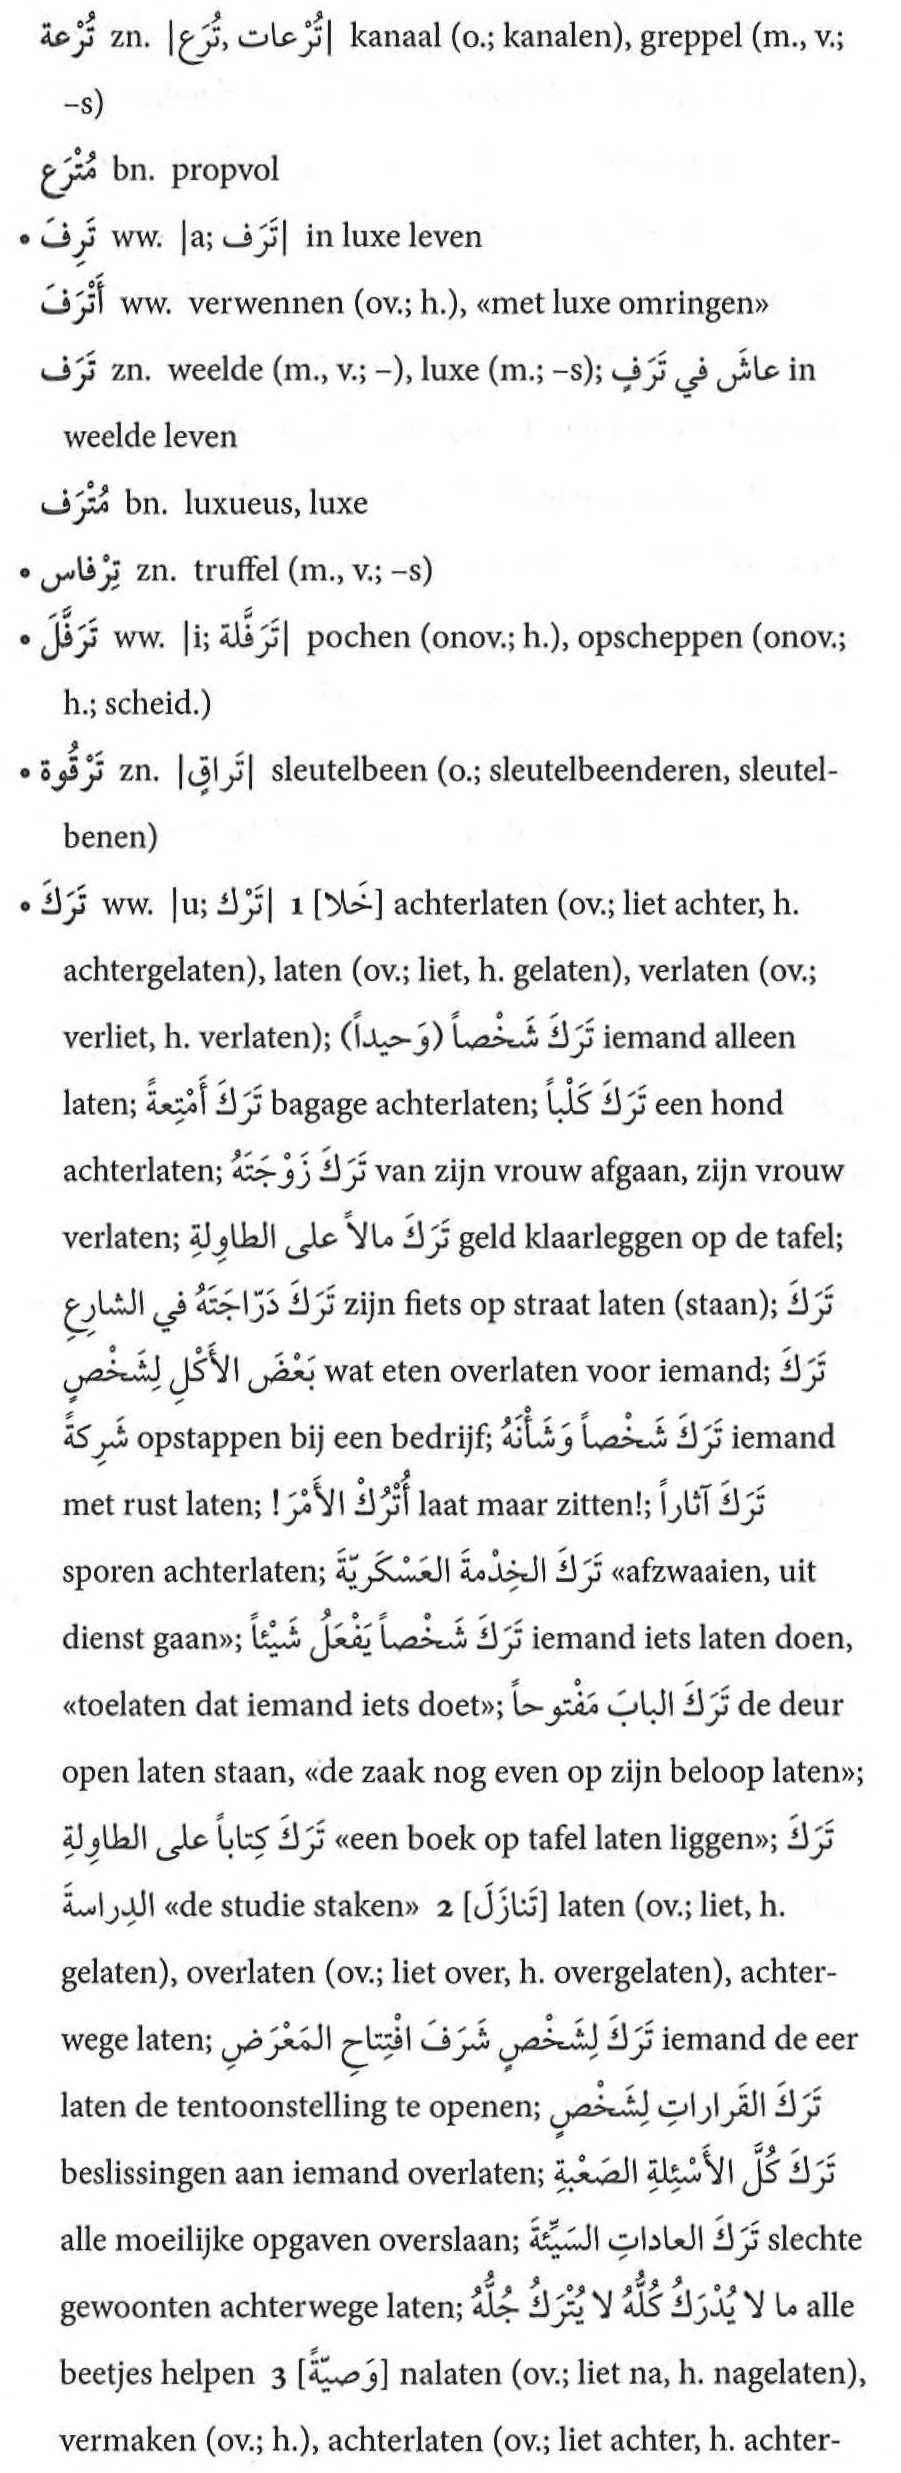 تُرْعة zn. |تُرْعات, تُرَع| kanaal (o.; kanalen), greppel (m., v.;
–s)
مُتْرَع bn. propvol
• تَرِفَ ww. |a; تَرَف| in luxe leven
أَتْرَفَ ww. verwennen (ov.; h.), «met luxe omringen»
تَرَف zn. weelde (m., v.; –), luxe (m.; –s); عاشَ في تَرَفٍ in
weelde leven
مُتْرَف bn. luxueus, luxe
• تِرْفاس zn. truffel (m., v.; –s)
• تَرَفَّلَ ww. |i; تَرَفَّلة| pochen (onov.; h.), opscheppen (onov.;
h.; scheid.)
• تَرْقُوة zn. |تَراقٍ| sleutelbeen (o.; sleutelbeenderen, sleutel-
benen)
• تَرَكَ ww. |u; تَرْك| 1 [خَلا] achterlaten (ov.; liet achter, h.
achtergelaten), laten (ov.; liet, h. gelaten), verlaten (ov.;
verliet, h. verlaten); تَرَكَ شَخْصاً (وَحيداً) iemand alleen
laten; تَرَكَ أَمْتِعةً bagage achterlaten; تَرَكَ كَلْباً een hond
achterlaten; تَرَكَ زَوْجَتَهُ van zijn vrouw afgaan, zijn vrouw
verlaten; تَرَكَ مالاً على الطاوِلةِ geld klaarleggen op de tafel;
تَرَكَ دَرّاجَتَهُ في الشارِعِ zijn fiets op straat laten (staan); تَرَكَ
بَعْضَ الأَكْلِ لِشَخْصٍ wat eten overlaten voor iemand; تَرَكَ
شَرِكةً opstappen bij een bedrijf; تَرَكَ شَخْصاً وَشَأْنَهُ iemand
met rust laten; أُتْرُكْ الأَمْرَ! laat maar zitten!; تَرَكَ آثاراً
sporen achterlaten; تَرَكَ الخِدْمةَ العَسْكَرِيّةَ «afzwaaien, uit
dienst gaan»; تَرَكَ شَخْصاً يَفْعَلُ شَيْئاً iemand iets laten doen,
«toelaten dat iemand iets doet»; تَرَكَ البابَ مَفْتوحاً de deur
open laten staan, «de zaak nog even op zijn beloop laten»;
تَرَكَ كِتاباً على الطاوِلةِ «een boek op tafel laten liggen»; تَرَكَ
الدِراسةَ «de studie staken» 2 [تَنازَلَ] laten (ov.; liet, h.
gelaten), overlaten (ov.; liet over, h. overgelaten), achter-
wege laten; تَرَكَ لِشَخْصٍ شَرَفَ افْتِتاحِ المَعْرَضِ iemand de eer
laten de tentoonstelling te openen; تَرَكَ القَراراتِ لِشَخْصٍ
beslissingen aan iemand overlaten; تَرَكَ كُلَّ الأَسْئِلةِ الصَعْبةِ
alle moeilijke opgaven overslaan; تَرَكَ العاداتِ السَيِّئةَ slechte
gewoonten achterwege laten; ما لا يُدْرَكُ كُلُّهُ لا يُتْرَكُ جُلُّهُ alle
beetjes helpen 3 [وَصيّةً] nalaten (ov.; liet na, h. nagelaten),
vermaken (ov.; h.), achterlaten (ov.; liet achter, h. achter-